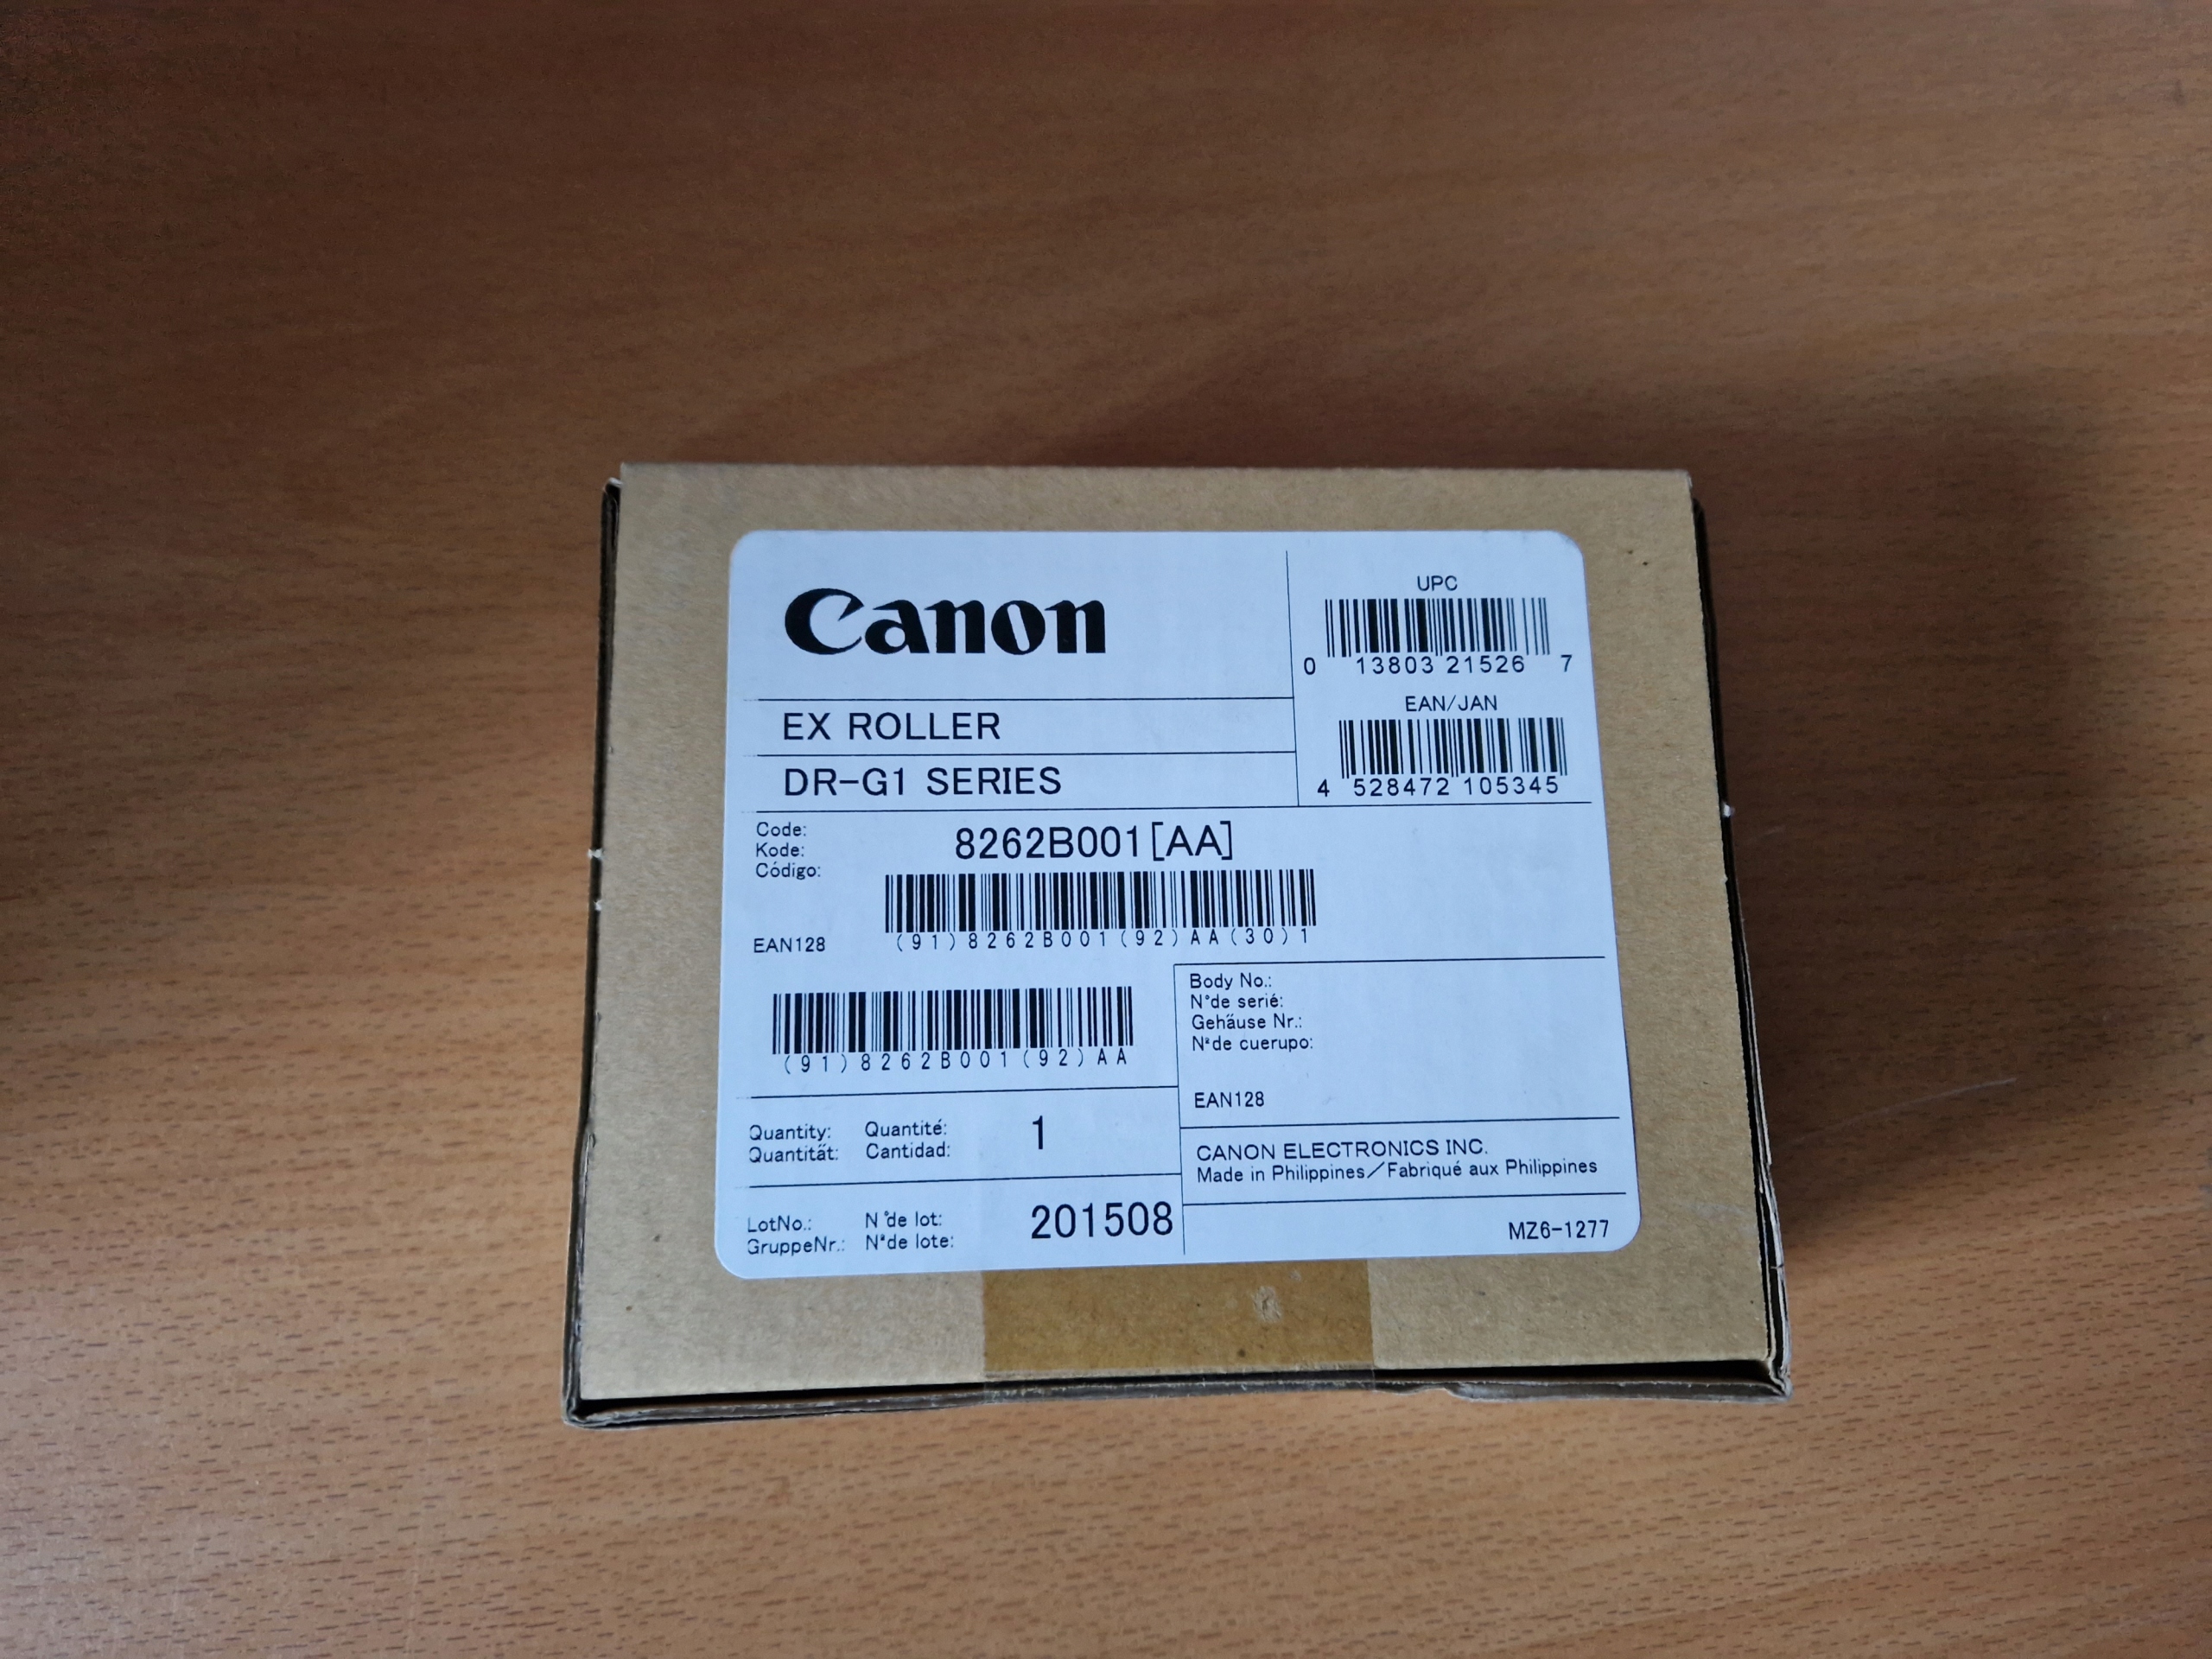 Canon
UPC
0 13803 21526 7
EX ROLLER
DR-G1 SERIES
EAN/JAN
4 528472 105345
Code:
Kode:
Código:
8262B001[AA]
EAN128
(91)8262B001(92)AA(30)1
(91)8262B001(92)AA
Body No.:
N°de serié:
Gehäuse Nr.:
Nªde cuerupo:
EAN128
Quantity: Quantité: 1
Quantität: Cantidad:
CANON ELECTRONICS INC.
Made in Philippines／Fabriqué aux Philippines
LotNo.: N°de lot: 201508
GruppeNr.: Nªde lote:
MZ6-1277